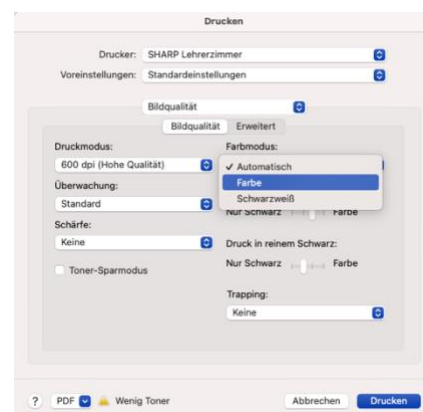 Drucken
Drucker: SHARP Lehrerzimmer
Voreinstellungen: Standardeinstellungen
Bildqualität
Bildqualität Erweitert
Druckmodus: Farbmodus:
600 dpi (Hohe Qualität) ✓ Automatisch
Überwachung: Farbe
Standard Schwarzweiß
Nur Schwarz Farbe
Schärfe:
Keine Druck in reinem Schwarz:
Toner-Sparmodus Nur Schwarz Farbe
Trapping:
Keine
? PDF Wenig Toner Abbrechen Drucken